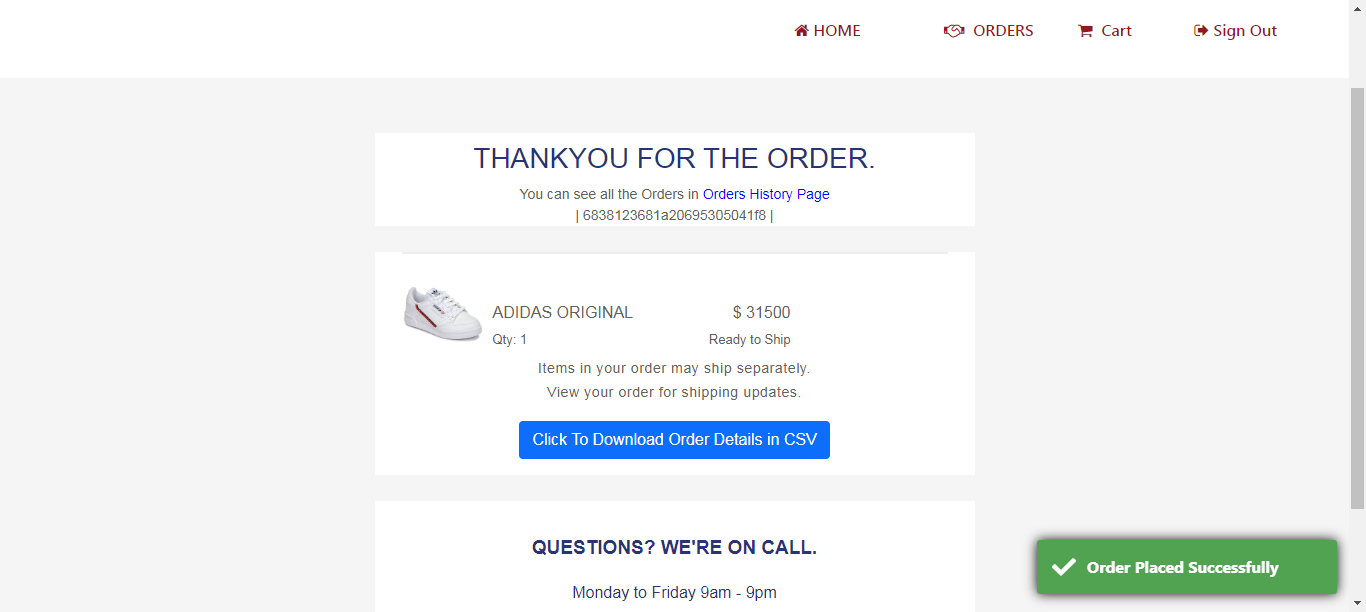 HOME ORDERS Cart Sign Out
THANKYOU FOR THE ORDER.
You can see all the Orders in Orders History Page
| 6838123681a20695305041f8 |
ADIDAS ORIGINAL $ 31500
Qty: 1 Ready to Ship
Items in your order may ship separately.
View your order for shipping updates.
Click To Download Order Details in CSV
QUESTIONS? WE'RE ON CALL.
Monday to Friday 9am - 9pm
Order Placed Successfully